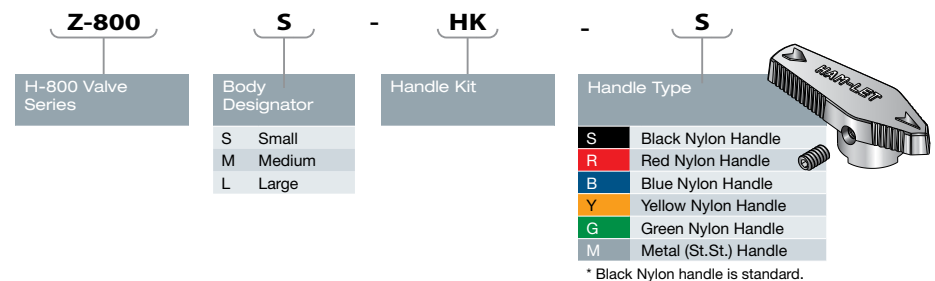 Z-800 S - HK - S
H-800 Valve
Series
Body
Designator
Handle Kit
Handle Type
HAM-LET
S Small
M Medium
L Large
S Black Nylon Handle
R Red Nylon Handle
B Blue Nylon Handle
Y Yellow Nylon Handle
G Green Nylon Handle
M Metal (St.St.) Handle
* Black Nylon handle is standard.